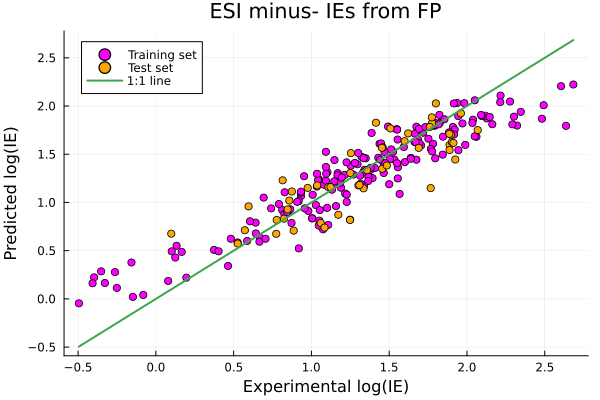 ESI minus- IEs from FP
Training set
Test set
1:1 line
2.5
2.0
1.5
1.0
0.5
0.0
−0.5
Predicted log(IE)
−0.5 0.0 0.5 1.0 1.5 2.0 2.5
Experimental log(IE)